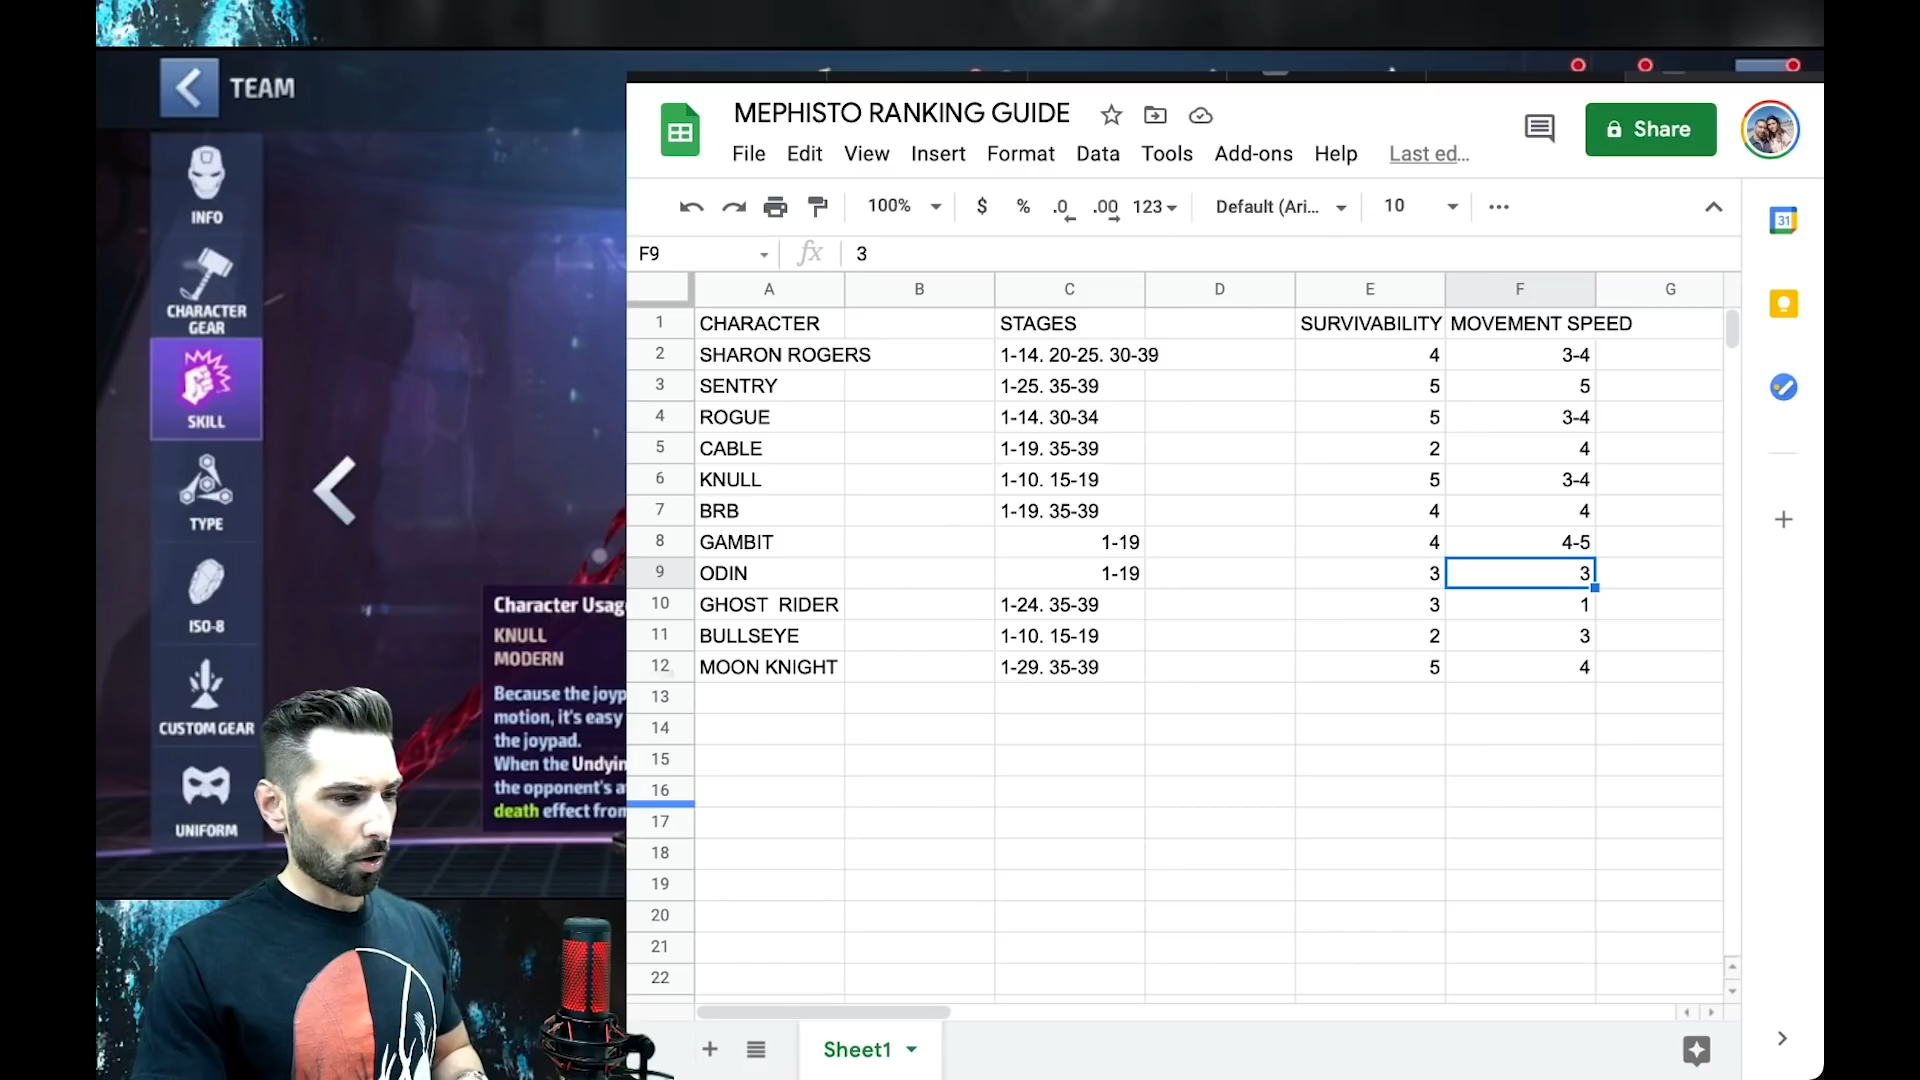 TEAM
INFO
CHARACTER
GEAR
SKILL
TYPE
ISO-8
CUSTOM GEAR
UNIFORM
Character Usag
KNULL
MODERN
Because the joyp
motion, it's easy
the joypad.
When the Undyin
the opponent's a
death effect from
MEPHISTO RANKING GUIDE
Share
File Edit View Insert Format Data Tools Add-ons Help Last ed...
100% $ % .0 .00 123 Default (Ari... 10
31
F9 fx 3
A B C D E F G
1 CHARACTER STAGES SURVIVABILITY MOVEMENT SPEED
2 SHARON ROGERS 1-14. 20-25. 30-39 4 3-4
3 SENTRY 1-25. 35-39 5 5
4 ROGUE 1-14. 30-34 5 3-4
5 CABLE 1-19. 35-39 2 4
6 KNULL 1-10. 15-19 5 3-4
7 BRB 1-19. 35-39 4 4
8 GAMBIT 1-19 4 4-5
9 ODIN 1-19 3 3
10 GHOST RIDER 1-24. 35-39 3 1
11 BULLSEYE 1-10. 15-19 2 3
12 MOON KNIGHT 1-29. 35-39 5 4
13
14
15
16
17
18
19
20
21
22
Sheet1